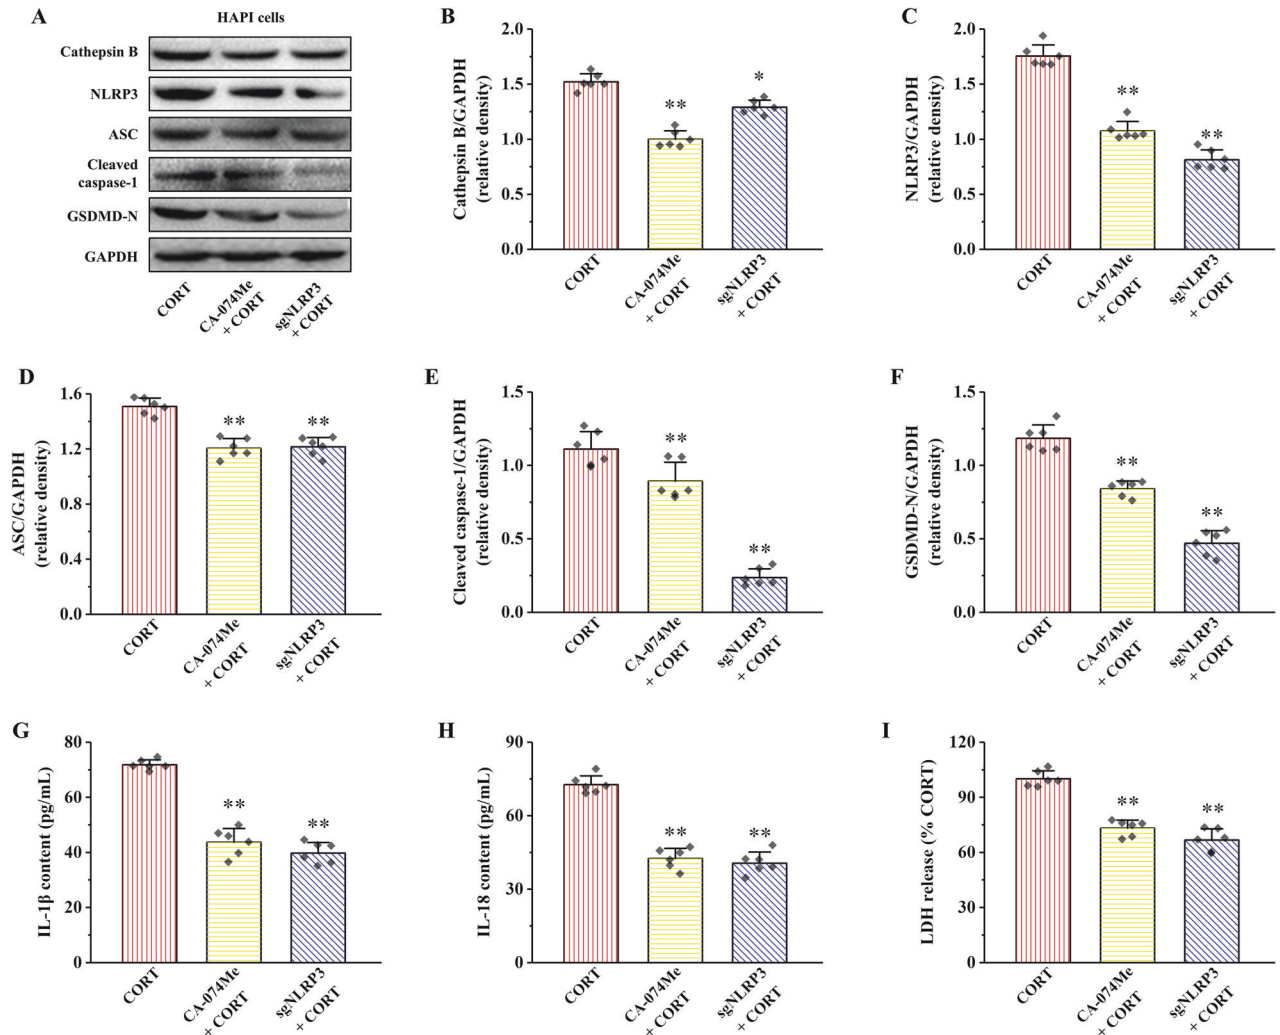 A
HAPI cells
Cathepsin B
NLRP3
ASC
Cleaved
caspase-1
GSDMD-N
GAPDH
CORT
CA-074Me
+ CORT
sgNLRP3
+ CORT
B
Cathepsin B/GAPDH
(relative density)
2.0
1.5
1.0
0.5
0.0
**
*
CORT
CA-074Me
+ CORT
sgNLRP3
+ CORT
C
NLRP3/GAPDH
(relative density)
2.0
1.5
1.0
0.5
0.0
**
**
CORT
CA-074Me
+ CORT
sgNLRP3
+ CORT
D
ASC/GAPDH
(relative density)
1.6
1.2
0.8
0.4
0.0
**
**
CORT
CA-074Me
+ CORT
sgNLRP3
+ CORT
E
Cleaved caspase-1/GAPDH
(relative density)
1.5
1.0
0.5
0.0
**
**
CORT
CA-074Me
+ CORT
sgNLRP3
+ CORT
F
GSDMD-N/GAPDH
(relative density)
1.5
1.0
0.5
0.0
**
**
CORT
CA-074Me
+ CORT
sgNLRP3
+ CORT
G
IL-1β content (pg/mL)
80
60
40
20
0
**
**
CORT
CA-074Me
+ CORT
sgNLRP3
+ CORT
H
IL-18 content (pg/mL)
90
60
30
0
**
**
CORT
CA-074Me
+ CORT
sgNLRP3
+ CORT
I
LDH release (% CORT)
120
90
60
30
0
**
**
CORT
CA-074Me
+ CORT
sgNLRP3
+ CORT